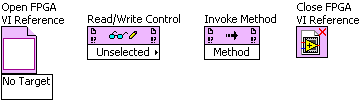 Open FPGA
VI Reference
No Target
Read/Write Control
Unselected
Invoke Method
Method
Close FPGA
VI Reference